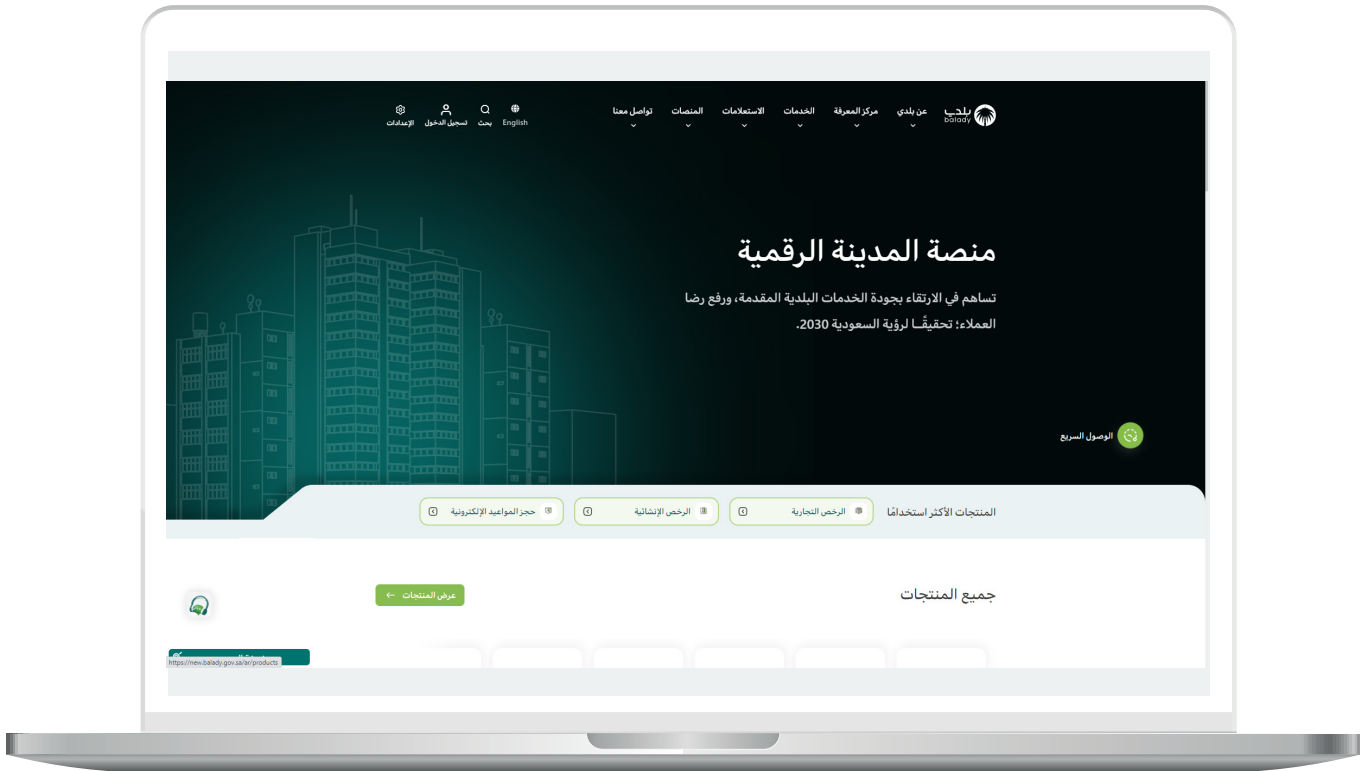 بلدي
balady
عن بلدي
مركز المعرفة
الخدمات
الاستعلامات
المنصات
تواصل معنا
English
بحث
تسجيل الدخول
الإعدادات
منصة المدينة الرقمية
تساهم في الارتقاء بجودة الخدمات البلدية المقدمة، ورفع رضا
العملاء؛ تحقيقًـا لرؤية السعودية 2030.
الوصول السريع
المنتجات الأكثر استخدامًا
الرخص التجارية
الرخص الإنشائية
حجز المواعيد الإلكترونية
جميع المنتجات
عرض المنتجات
https://new.balady.gov.sa/ar/products